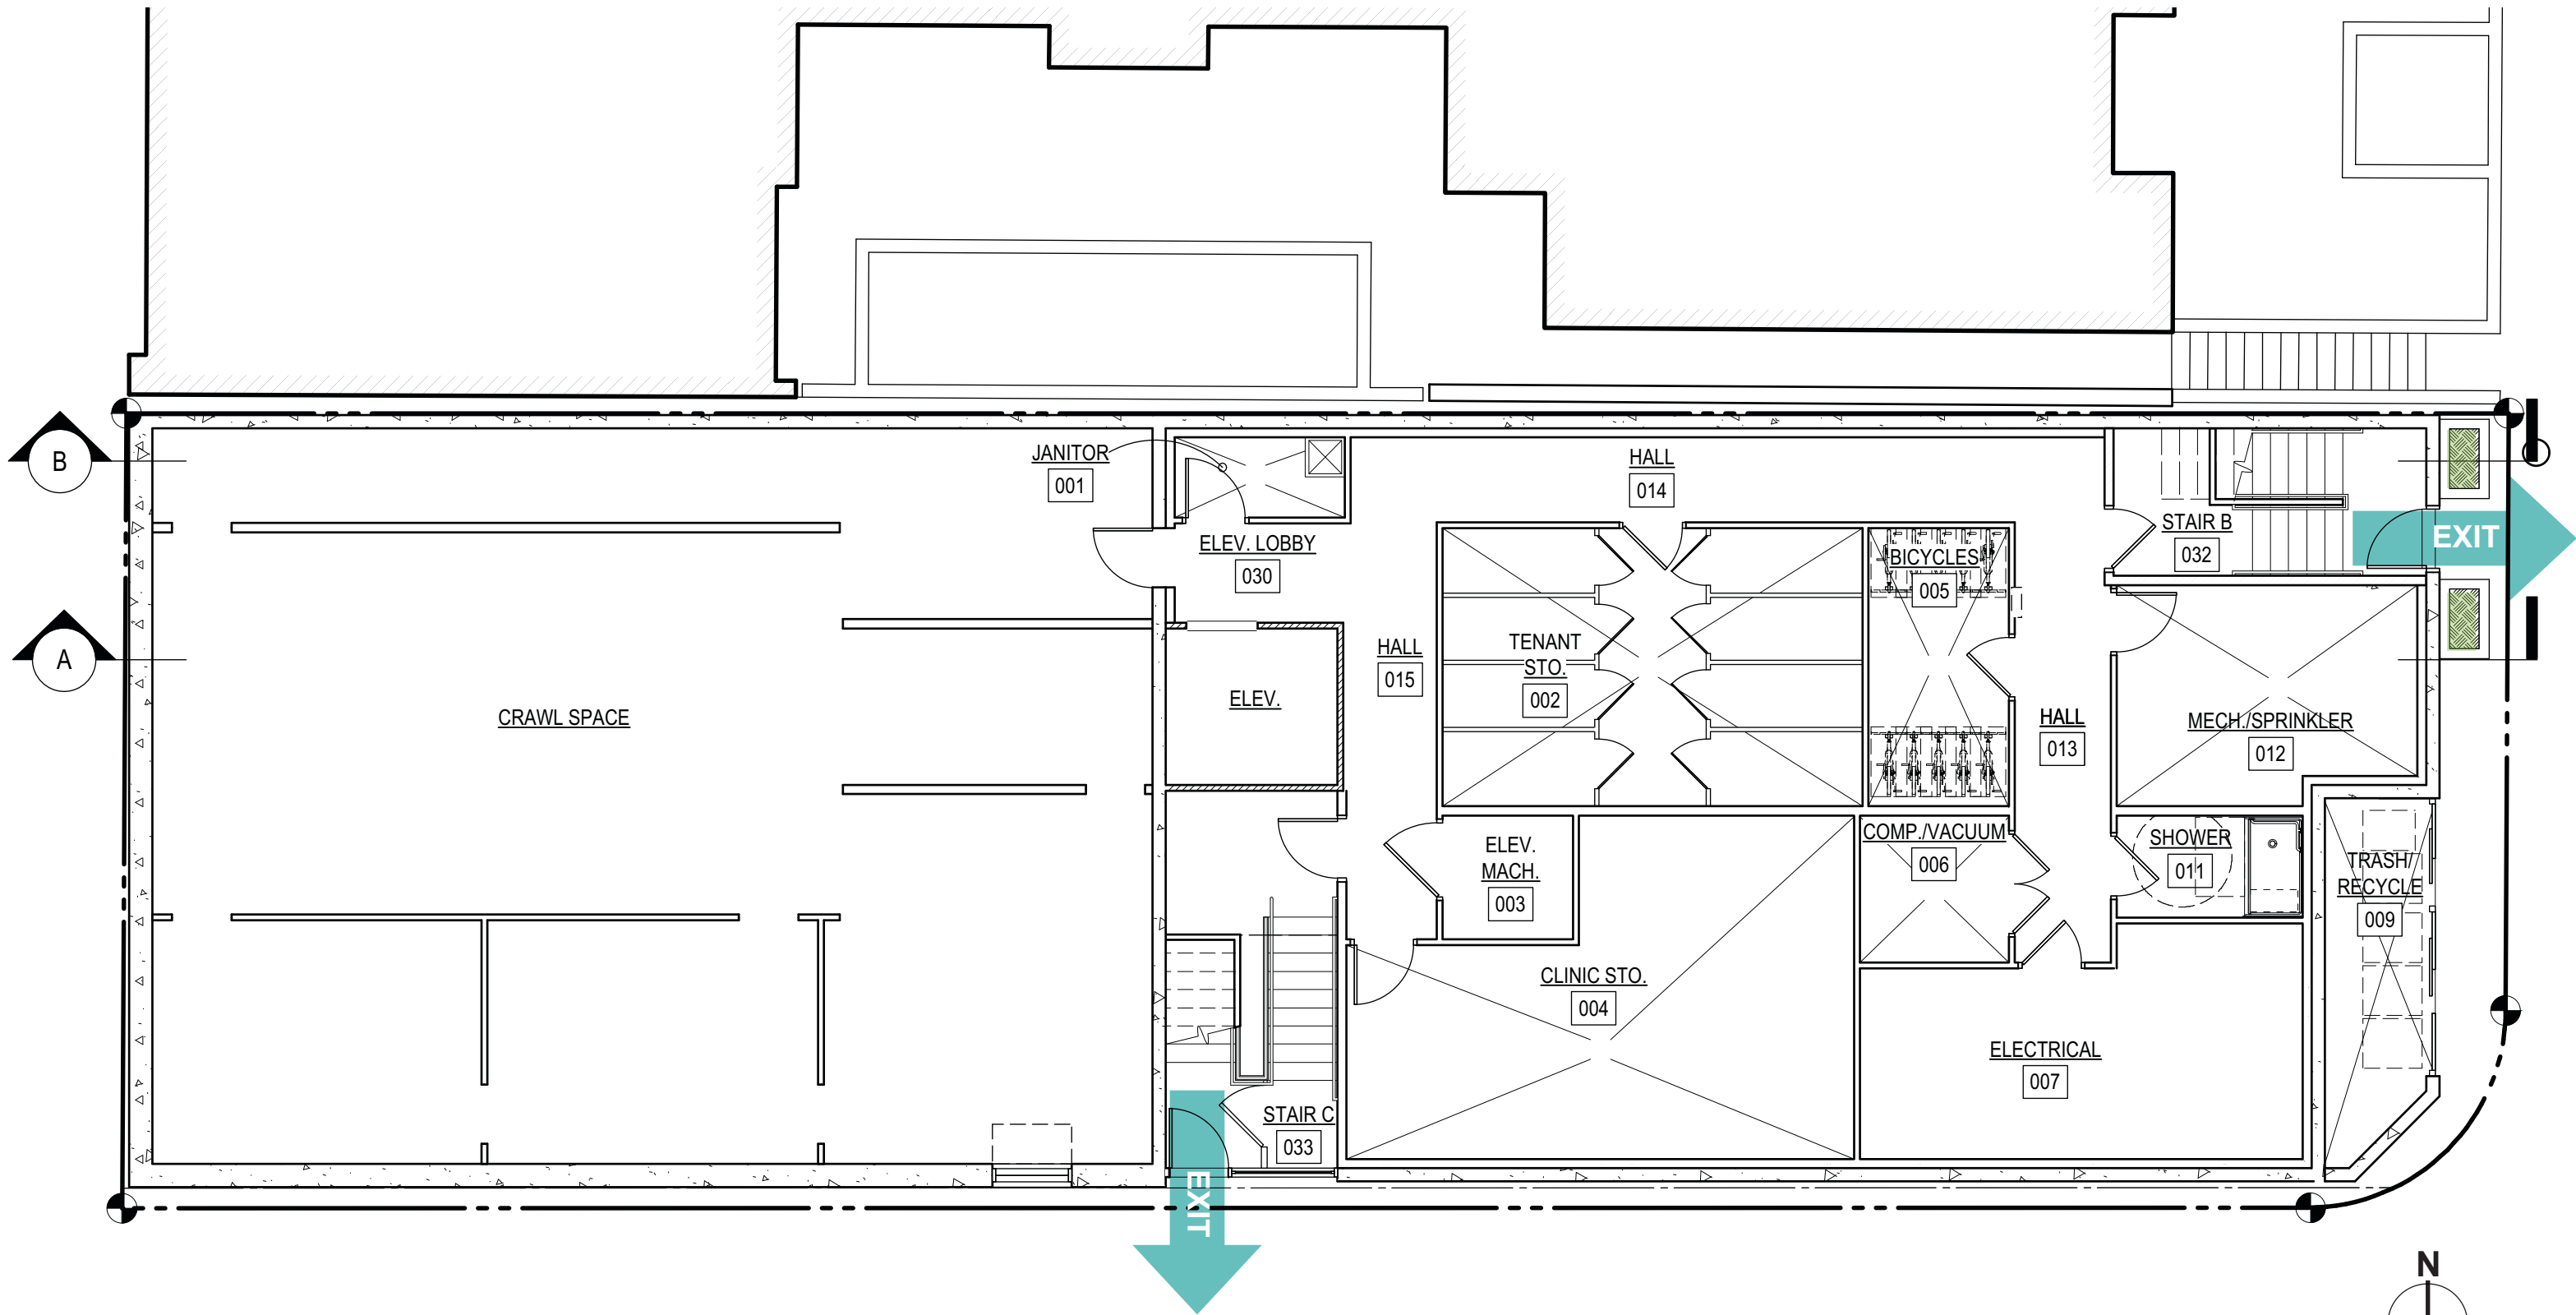 B
A
JANITOR
001
HALL
014
ELEV. LOBBY
030
STAIR B
032
EXIT
BICYCLES
005
HALL
015
TENANT
STO.
002
ELEV.
CRAWL SPACE
HALL
013
MECH./SPRINKLER
012
ELEV.
MACH.
003
COMP./VACUUM
006
SHOWER
011
TRASH/
RECYCLE
009
CLINIC STO.
004
ELECTRICAL
007
STAIR C
033
EXIT
N